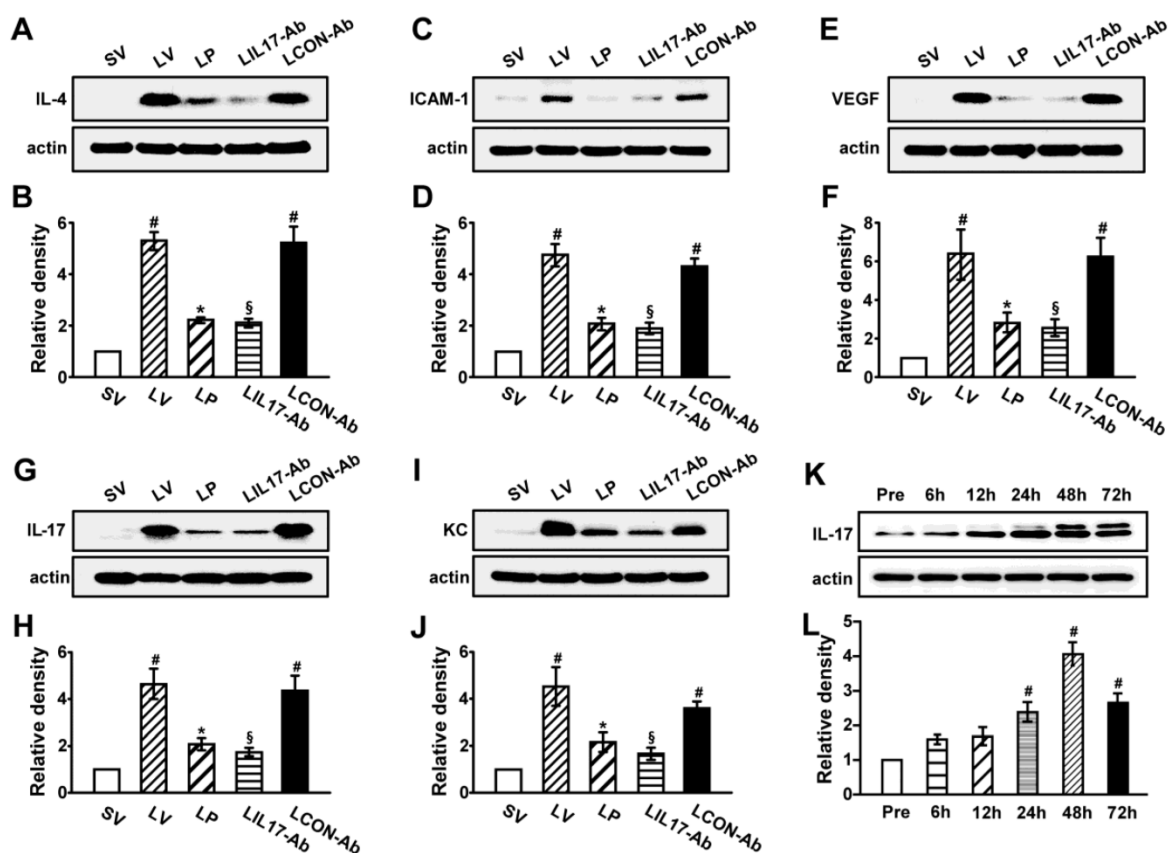 A
SV LV LP LIL17-Ab LCON-Ab
IL-4
actin
B
Relative density
6
4
2
0
# * § #
SV LV LP LIL17-Ab LCON-Ab
C
SV LV LP LIL17-Ab LCON-Ab
ICAM-1
actin
D
Relative density
6
4
2
0
# * § #
SV LV LP LIL17-Ab LCON-Ab
E
SV LV LP LIL17-Ab LCON-Ab
VEGF
actin
F
Relative density
8
6
4
2
0
# * § #
SV LV LP LIL17-Ab LCON-Ab
G
SV LV LP LIL17-Ab LCON-Ab
IL-17
actin
H
Relative density
6
4
2
0
# * § #
SV LV LP LIL17-Ab LCON-Ab
I
SV LV LP LIL17-Ab LCON-Ab
KC
actin
J
Relative density
6
4
2
0
# * § #
SV LV LP LIL17-Ab LCON-Ab
K
Pre 6h 12h 24h 48h 72h
IL-17
actin
L
Relative density
5
4
3
2
1
0
# # #
Pre 6h 12h 24h 48h 72h